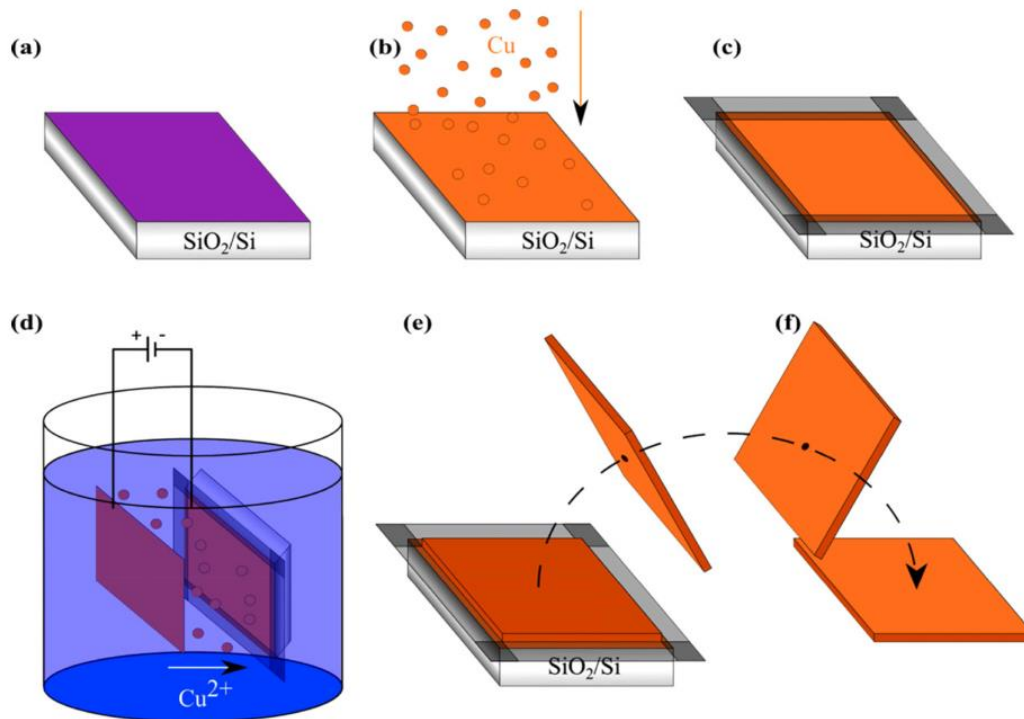 (a)
(b)
Cu
(c)
SiO₂/Si
SiO₂/Si
SiO₂/Si
(d)
+ -
(e)
(f)
Cu²⁺
SiO₂/Si